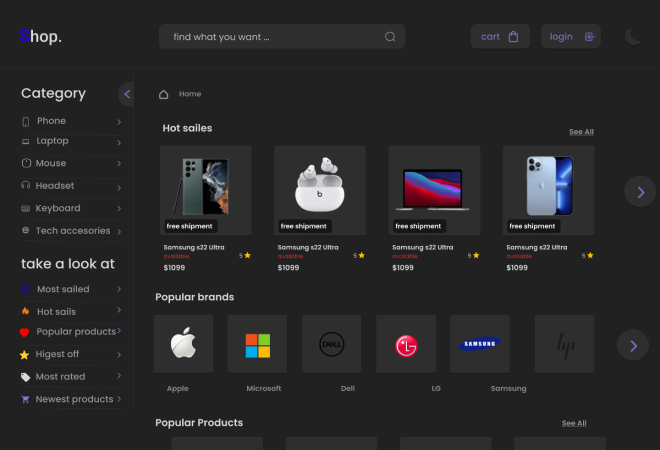 Shop.
find what you want ...
cart
login
Category
Phone
Laptop
Mouse
Headset
Keyboard
Tech accesories
take a look at
Most sailed
Hot sails
Popular products
Higest off
Most rated
Newest products
Home
Hot sailes
See All
free shipment
free shipment
free shipment
free shipment
Samsung s22 Ultra
available
5
$1099
Samsung s22 Ultra
available
5
$1099
Samsung s22 Ultra
available
5
$1099
Samsung s22 Ultra
available
5
$1099
Popular brands
DELL
LG
SAMSUNG
hp
Apple
Microsoft
Dell
LG
Samsung
Popular Products
See All